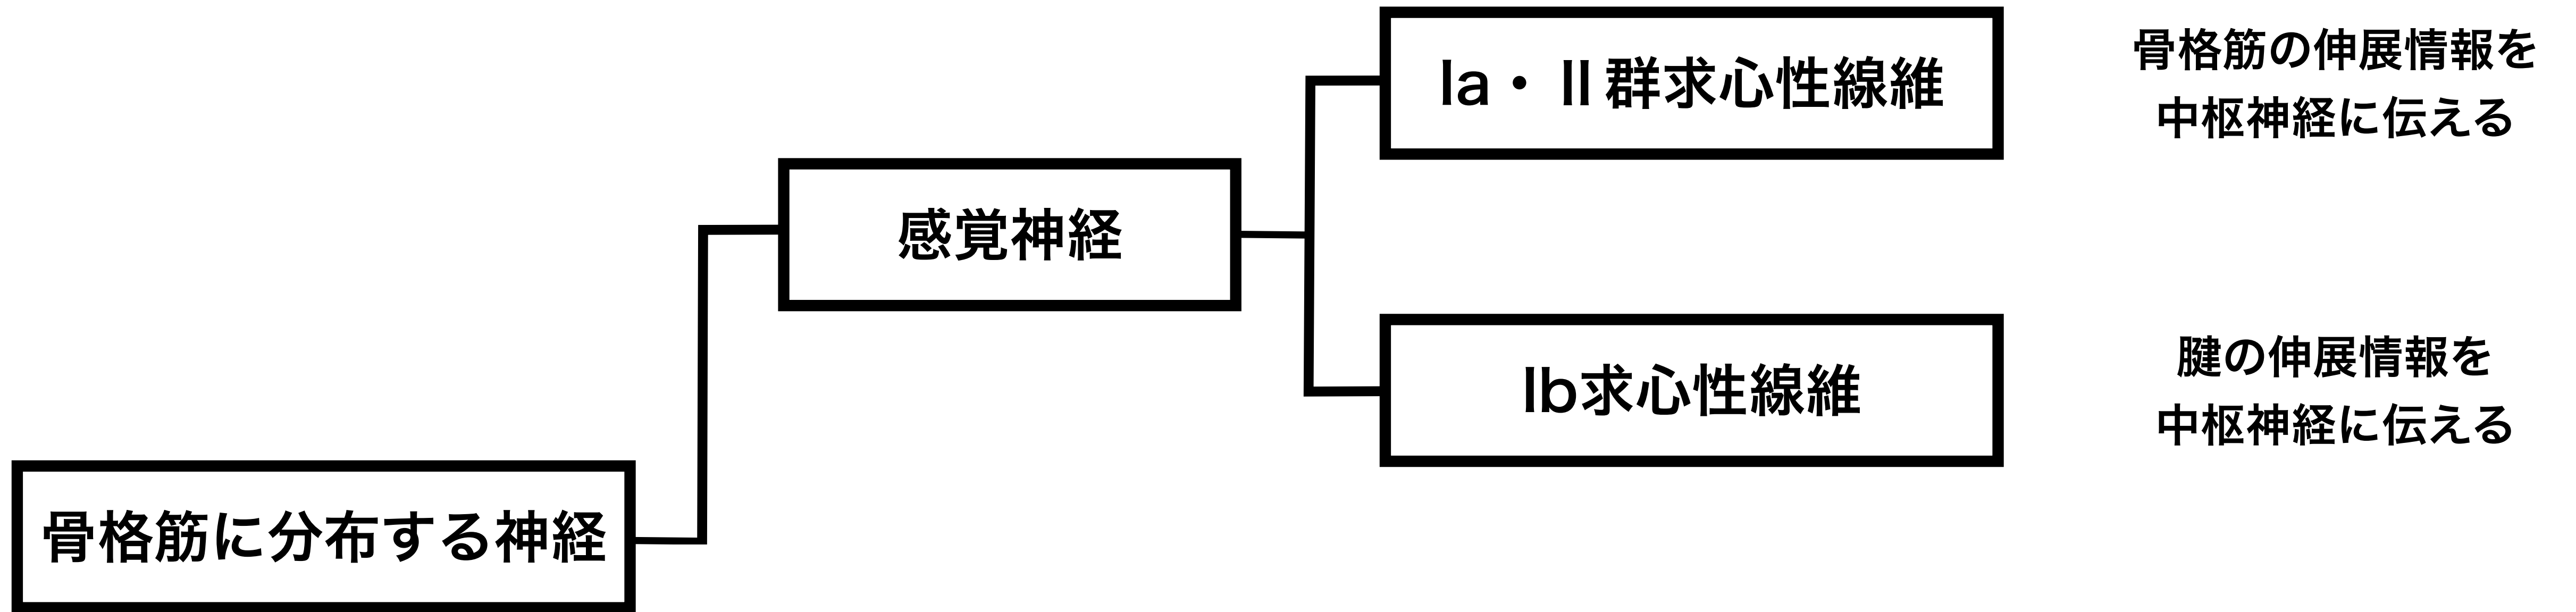 骨格筋に分布する神経
感覚神経
Ia・II群求心性線維
骨格筋の伸展情報を
中枢神経に伝える
Ib求心性線維
腱の伸展情報を
中枢神経に伝える